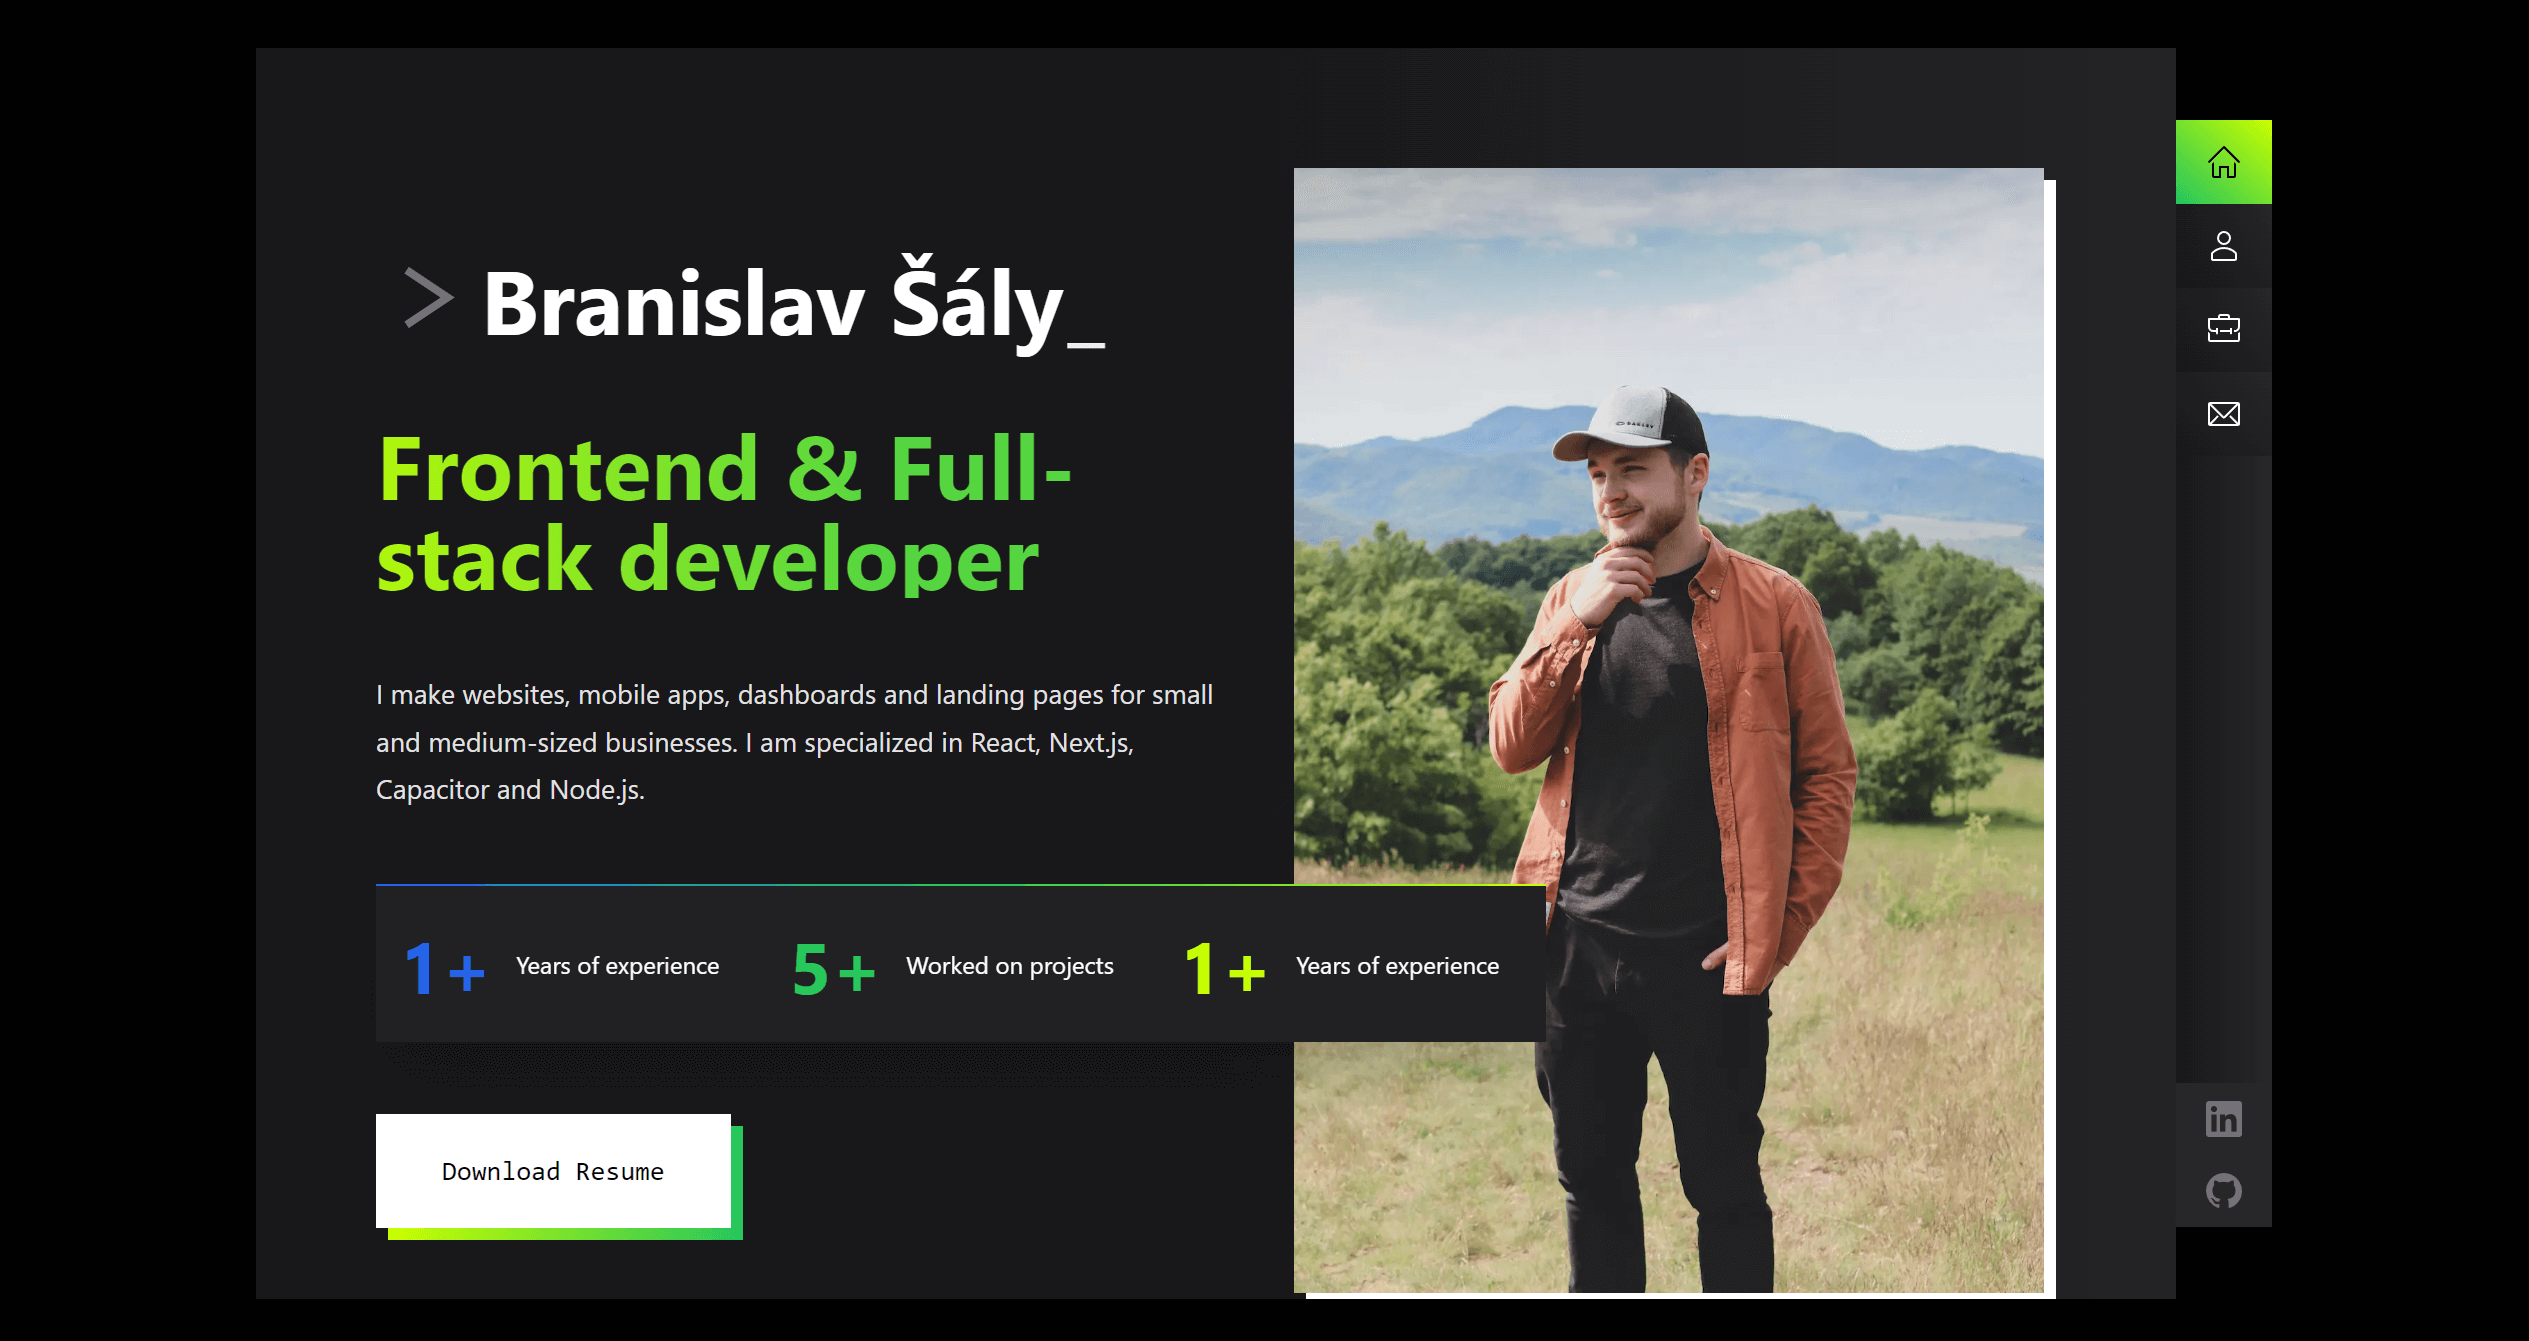 > Branislav Šály_
Frontend & Full-
stack developer
I make websites, mobile apps, dashboards and landing pages for small
and medium-sized businesses. I am specialized in React, Next.js,
Capacitor and Node.js.
1+ Years of experience
5+ Worked on projects
1+ Years of experience
Download Resume
OAKLEY
in